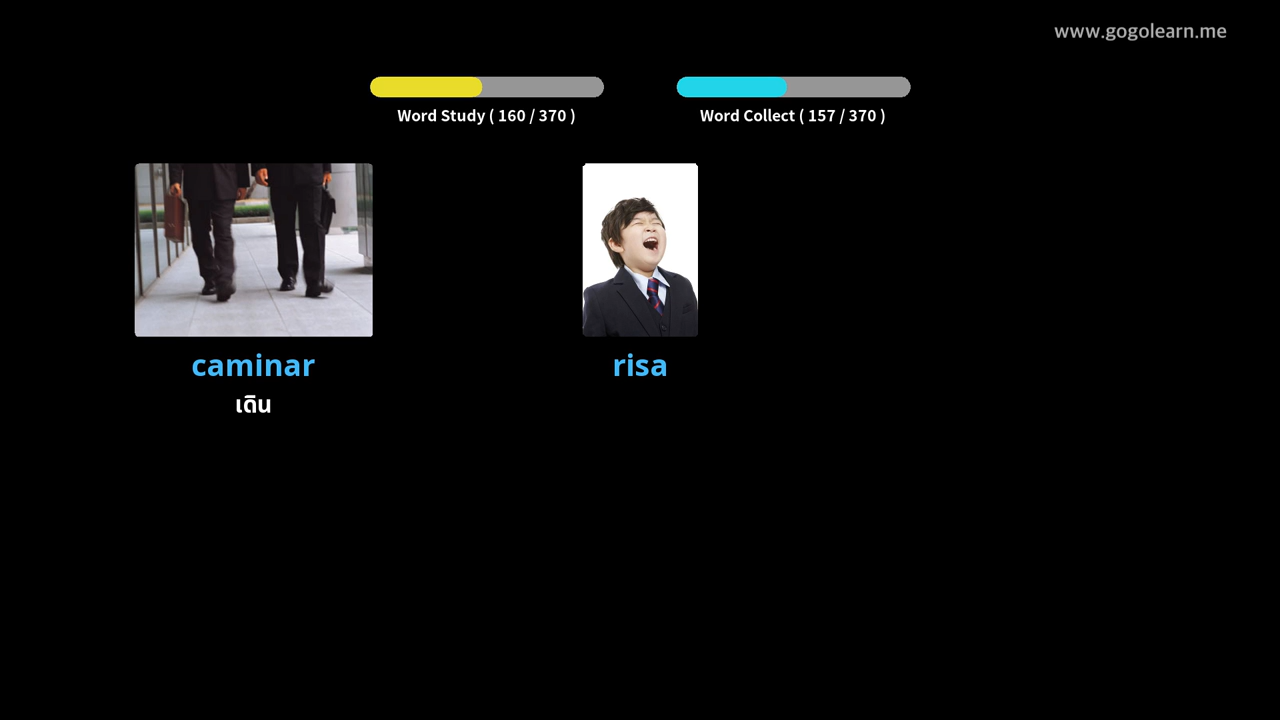 www.gogolearn.me
Word Study ( 160 / 370 )
Word Collect ( 157 / 370 )
caminar
เดิน
risa